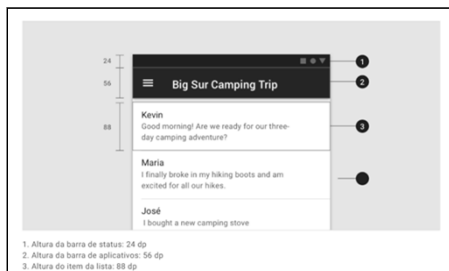 24
1
56
Big Sur Camping Trip
2
88
Kevin
Good morning! Are we ready for our three-
day camping adventure?
3
Maria
I finally broke in my hiking boots and am
excited for all our hikes.
José
I bought a new camping stove
1. Altura da barra de status: 24 dp
2. Altura da barra de aplicativos: 56 dp
3. Altura do item da lista: 88 dp